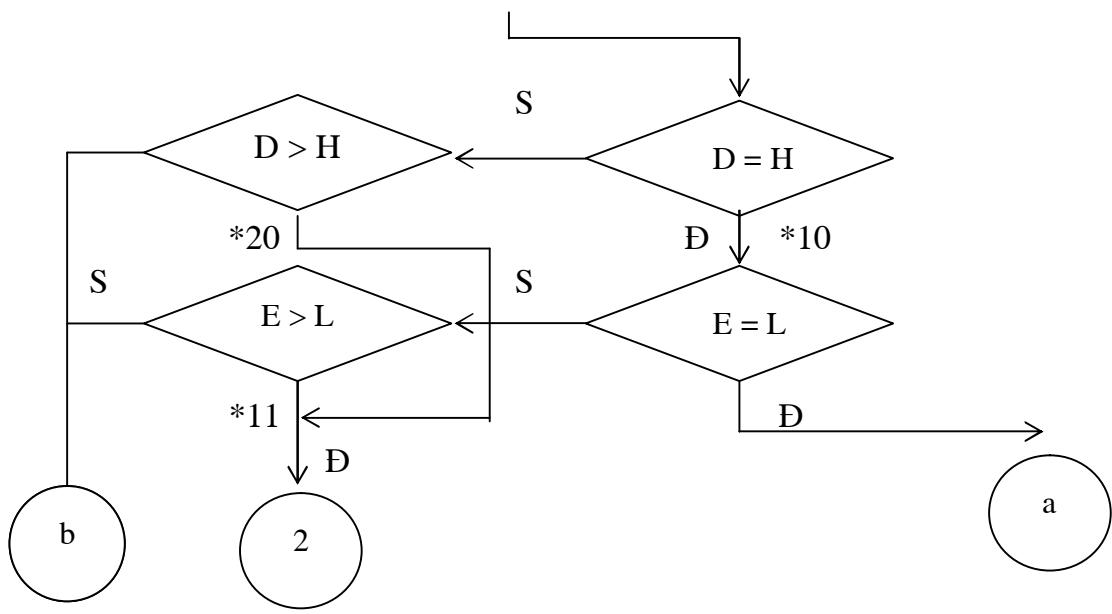 S
D > H
D = H
*20
Đ
*10
S
S
E > L
E = L
*11
Đ
Đ
b
2
a